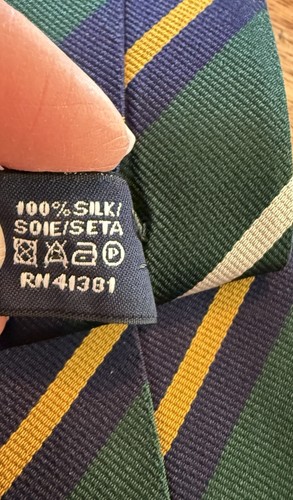 100% SILK/
SOIE/SETA
P
RN 41381